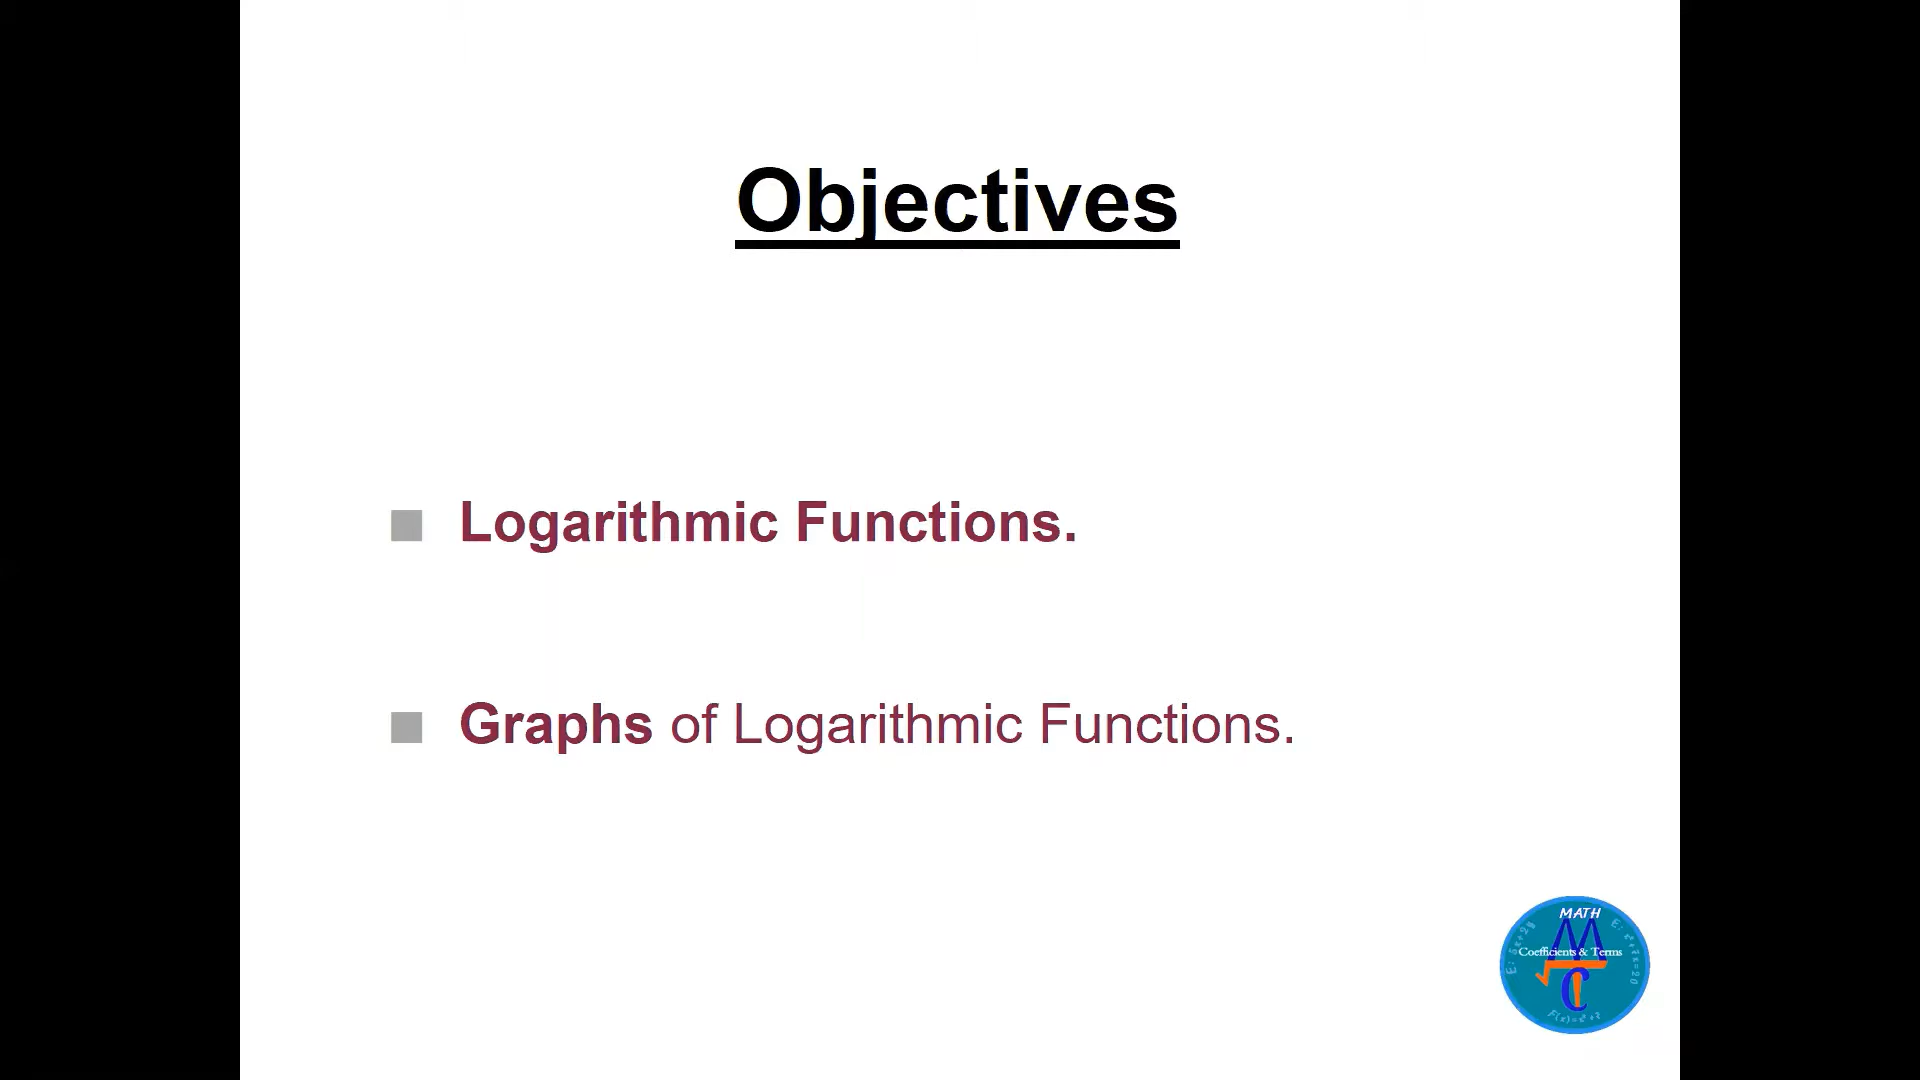 Objectives
Logarithmic Functions.
Graphs of Logarithmic Functions.
MATH
Coefficients & Terms